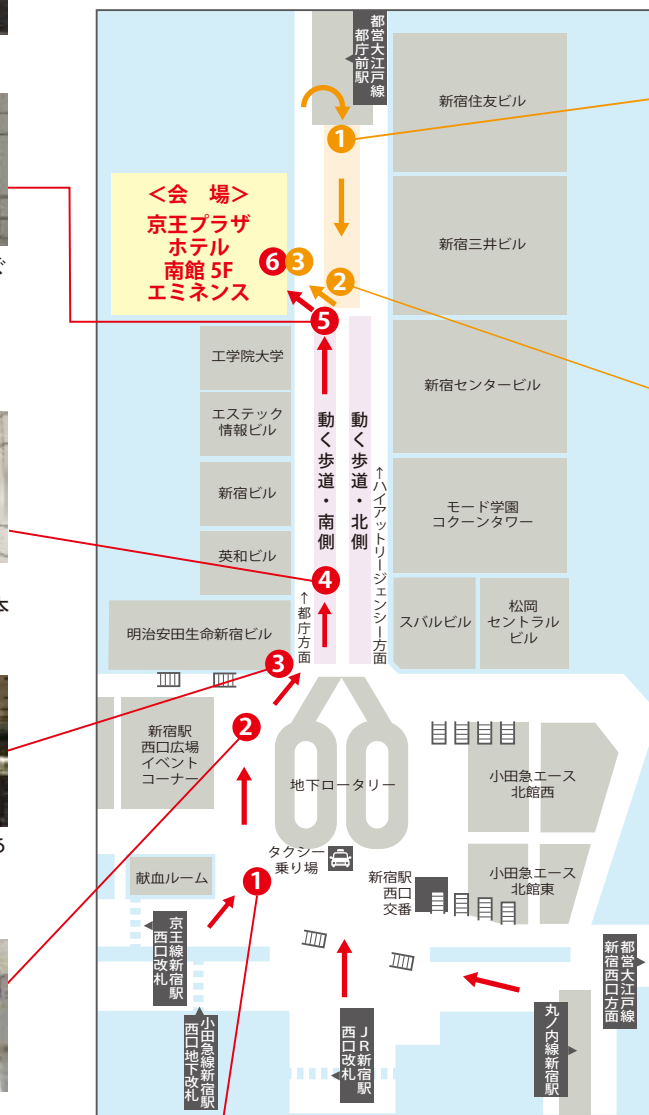 都営大江戸線
都庁前駅
新宿住友ビル
1
<会　場>
京王プラザ
ホテル
南館 5F
エミネンス
6
3
2
新宿三井ビル
5
工学院大学
新宿センタービル
エステック
情報ビル
動く歩道・南側
動く歩道・北側
↑ハイアットリージェンシー方面
新宿ビル
モード学園
コクーンタワー
英和ビル
4
↑都庁方面
スバルビル
松岡
セントラル
ビル
明治安田生命新宿ビル
3
新宿駅
西口広場
イベント
コーナー
2
地下ロータリー
小田急エース
北館西
タクシー
乗り場
献血ルーム
1
新宿駅
西口
交番
小田急エース
北館東
京王線新宿駅
西口改札
小田急線新宿駅
西口地下改札
JR新宿駅
西口改札
丸ノ内線新宿駅
都営大江戸線
新宿西口方面